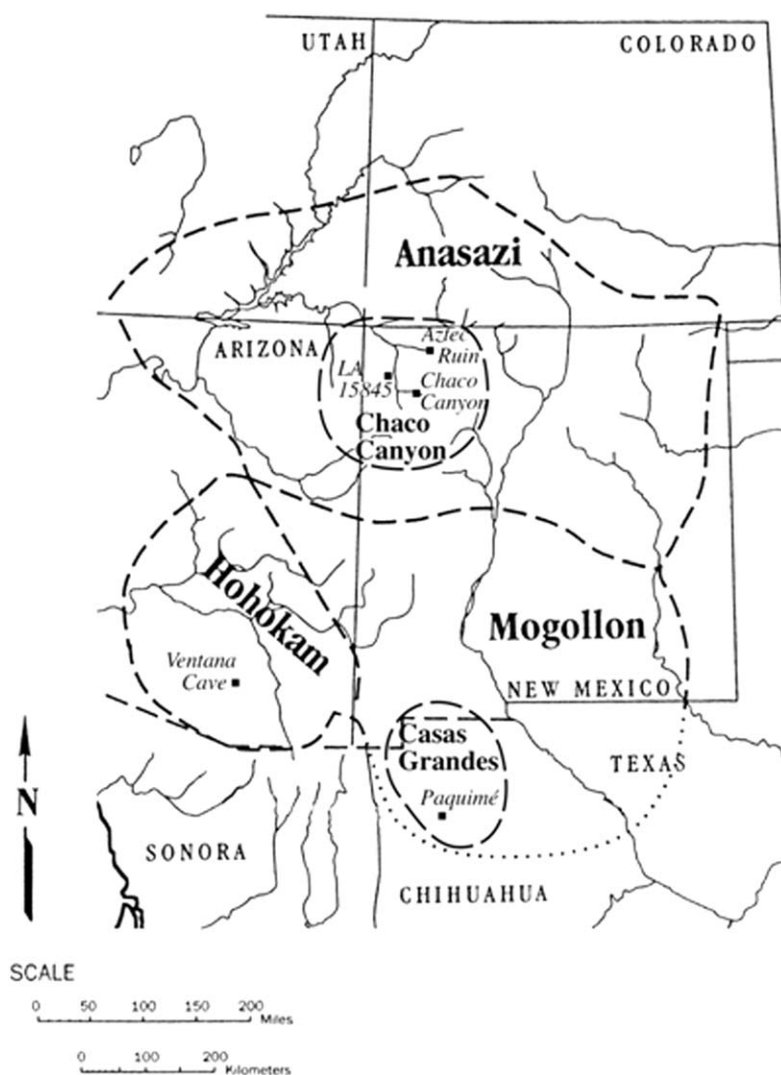 UTAH
COLORADO
Anasazi
ARIZONA
Aztec
Ruin
LA
15845
Chaco
Canyon
Chaco
Canyon
Hohokam
Mogollon
Ventana
Cave
NEW MEXICO
Casas
Grandes
TEXAS
Paquimé
N
SONORA
CHIHUAHUA
SCALE
0 50 100 150 200 Miles
0 100 200 Kilometers